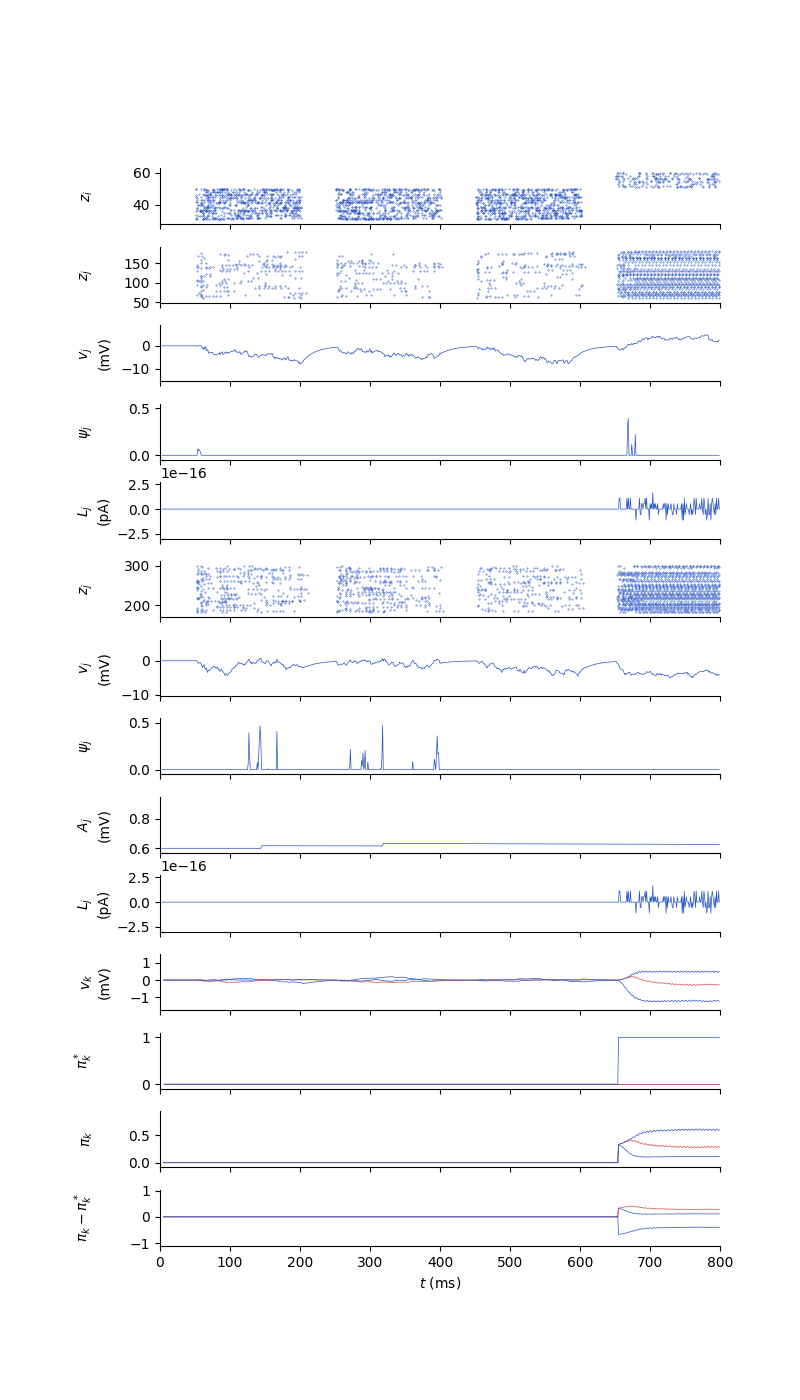 60
40
z_i
150
100
50
z_j
0
−10
v_j
(mV)
0.5
0.0
ψ_j
1e−16
2.5
0.0
−2.5
L_j
(pA)
300
200
z_j
0
−10
v_j
(mV)
0.5
0.0
ψ_j
0.8
0.6
A_j
(mV)
1e−16
2.5
0.0
−2.5
L_j
(pA)
1
0
−1
v_k
(mV)
1
0
π_k^*
0.5
0.0
π_k
1
0
−1
π_k − π_k^*
0 100 200 300 400 500 600 700 800
t (ms)